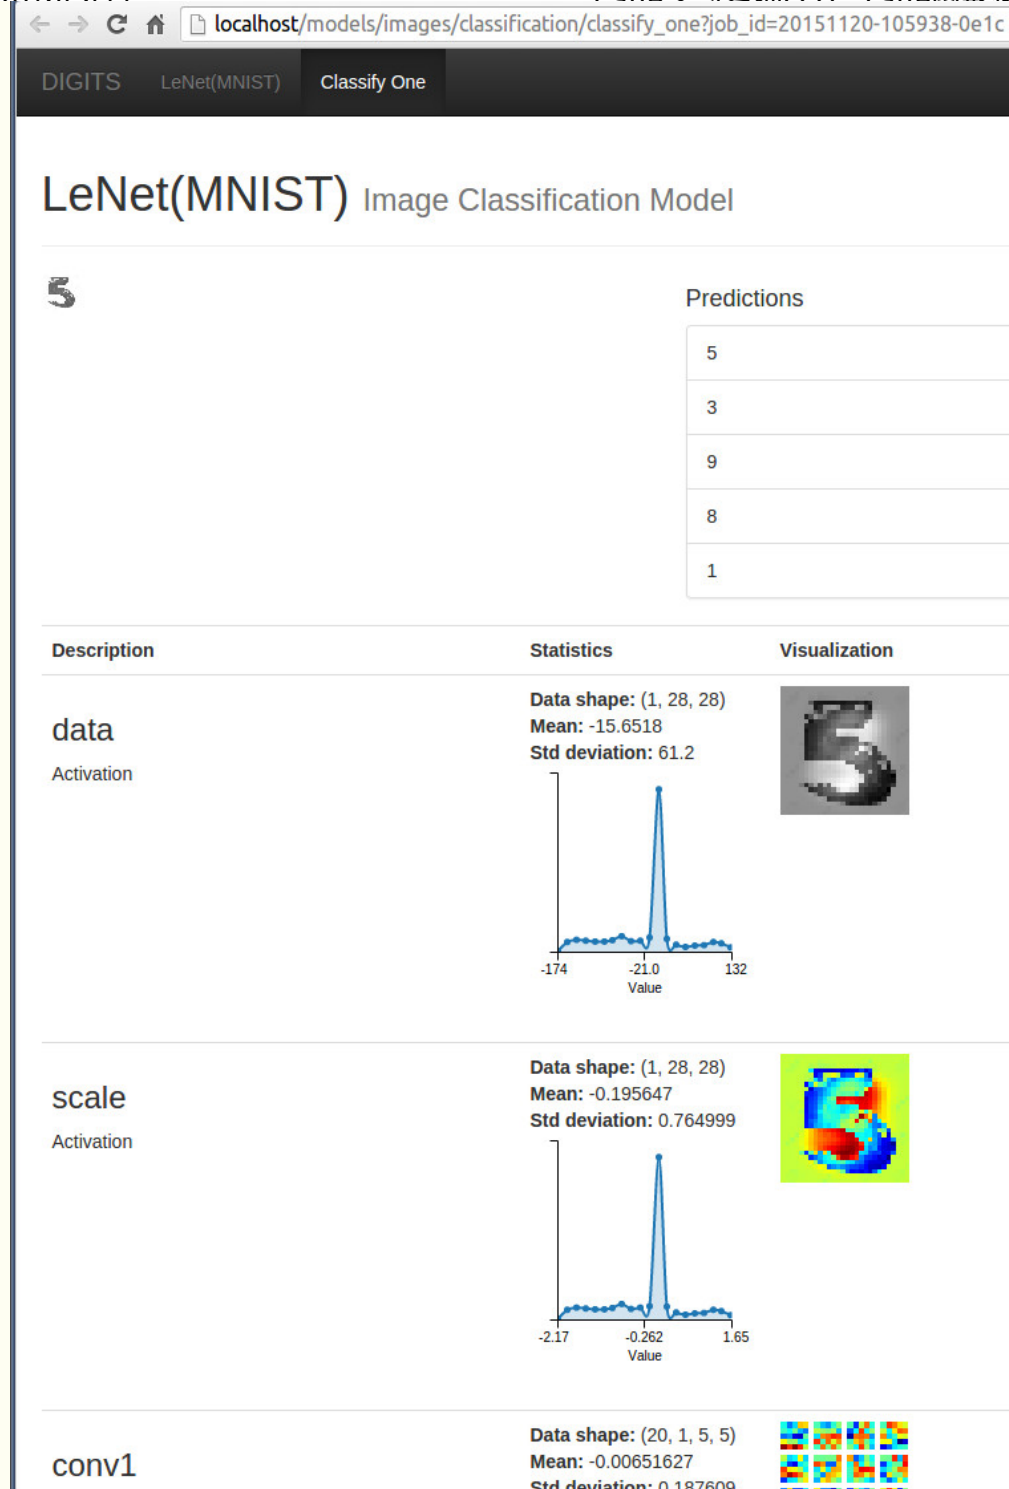 localhost/models/images/classification/classify_one?job_id=20151120-105938-0e1c
DIGITS LeNet(MNIST) Classify One
LeNet(MNIST) Image Classification Model
5
Predictions
5
3
9
8
1
Description Statistics Visualization
data
Activation
Data shape: (1, 28, 28)
Mean: -15.6518
Std deviation: 61.2
-174 -21.0 132
Value
scale
Activation
Data shape: (1, 28, 28)
Mean: -0.195647
Std deviation: 0.764999
-2.17 -0.262 1.65
Value
conv1
Data shape: (20, 1, 5, 5)
Mean: -0.00651627
Std deviation: 0.187609